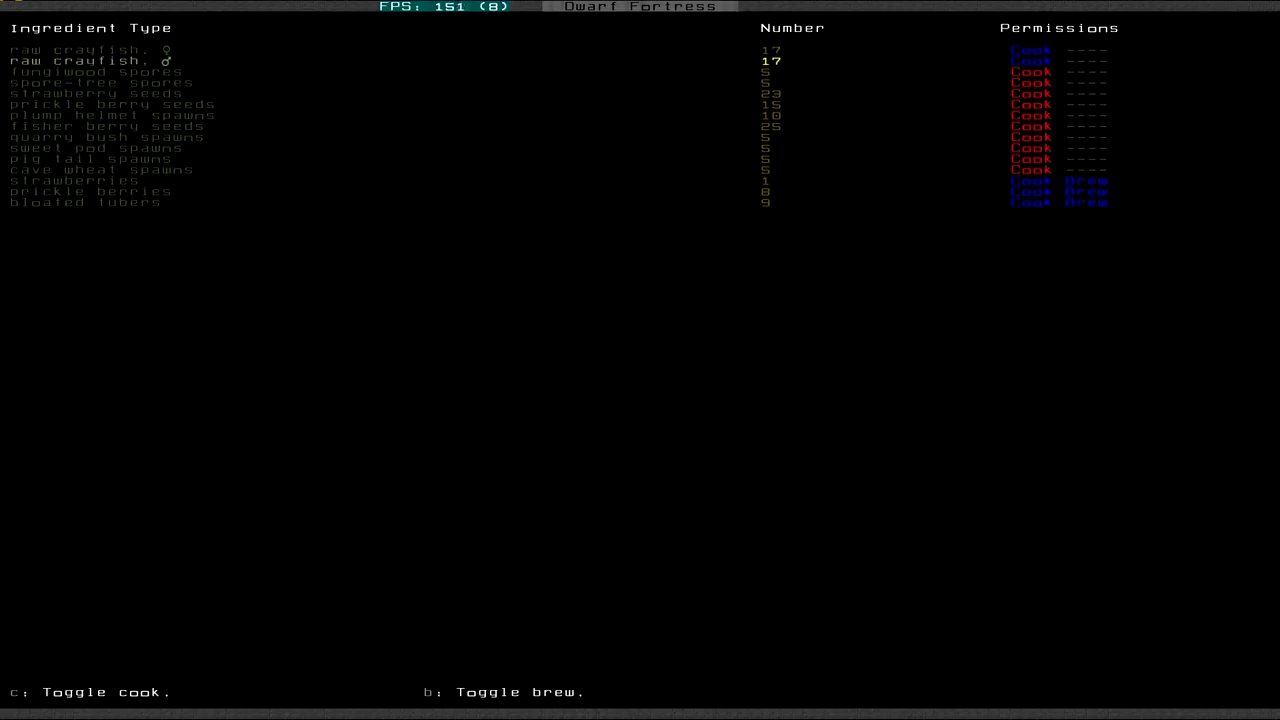 FPS: 151 (8) Dwarf Fortress
Ingredient Type Number Permissions
raw crayfish, ♀ 17 Cook ----
raw crayfish, ♂ 17 Cook ----
fungiwood spores 5 Cook ----
spore-tree spores 5 Cook ----
strawberry seeds 23 Cook ----
prickle berry seeds 15 Cook ----
plump helmet spawns 10 Cook ----
fisher berry seeds 25 Cook ----
quarry bush spawns 5 Cook ----
sweet pod spawns 5 Cook ----
pig tail spawns 5 Cook ----
cave wheat spawns 5 Cook ----
strawberries 1 Cook Brew
prickle berries 8 Cook Brew
bloated tubers 9 Cook Brew
c: Toggle cook. b: Toggle brew.